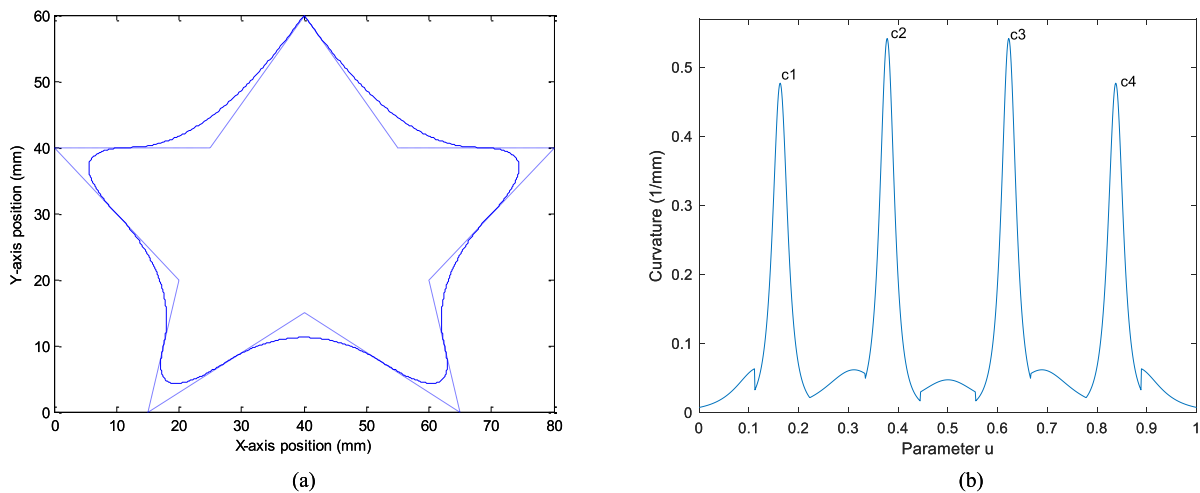 60
50
40
30
20
10
0
Y-axis position (mm)
0 10 20 30 40 50 60 70 80
X-axis position (mm)
(a)
c1
c2
c3
c4
0.5
0.4
0.3
0.2
0.1
0
Curvature (1/mm)
0 0.1 0.2 0.3 0.4 0.5 0.6 0.7 0.8 0.9 1
Parameter u
(b)